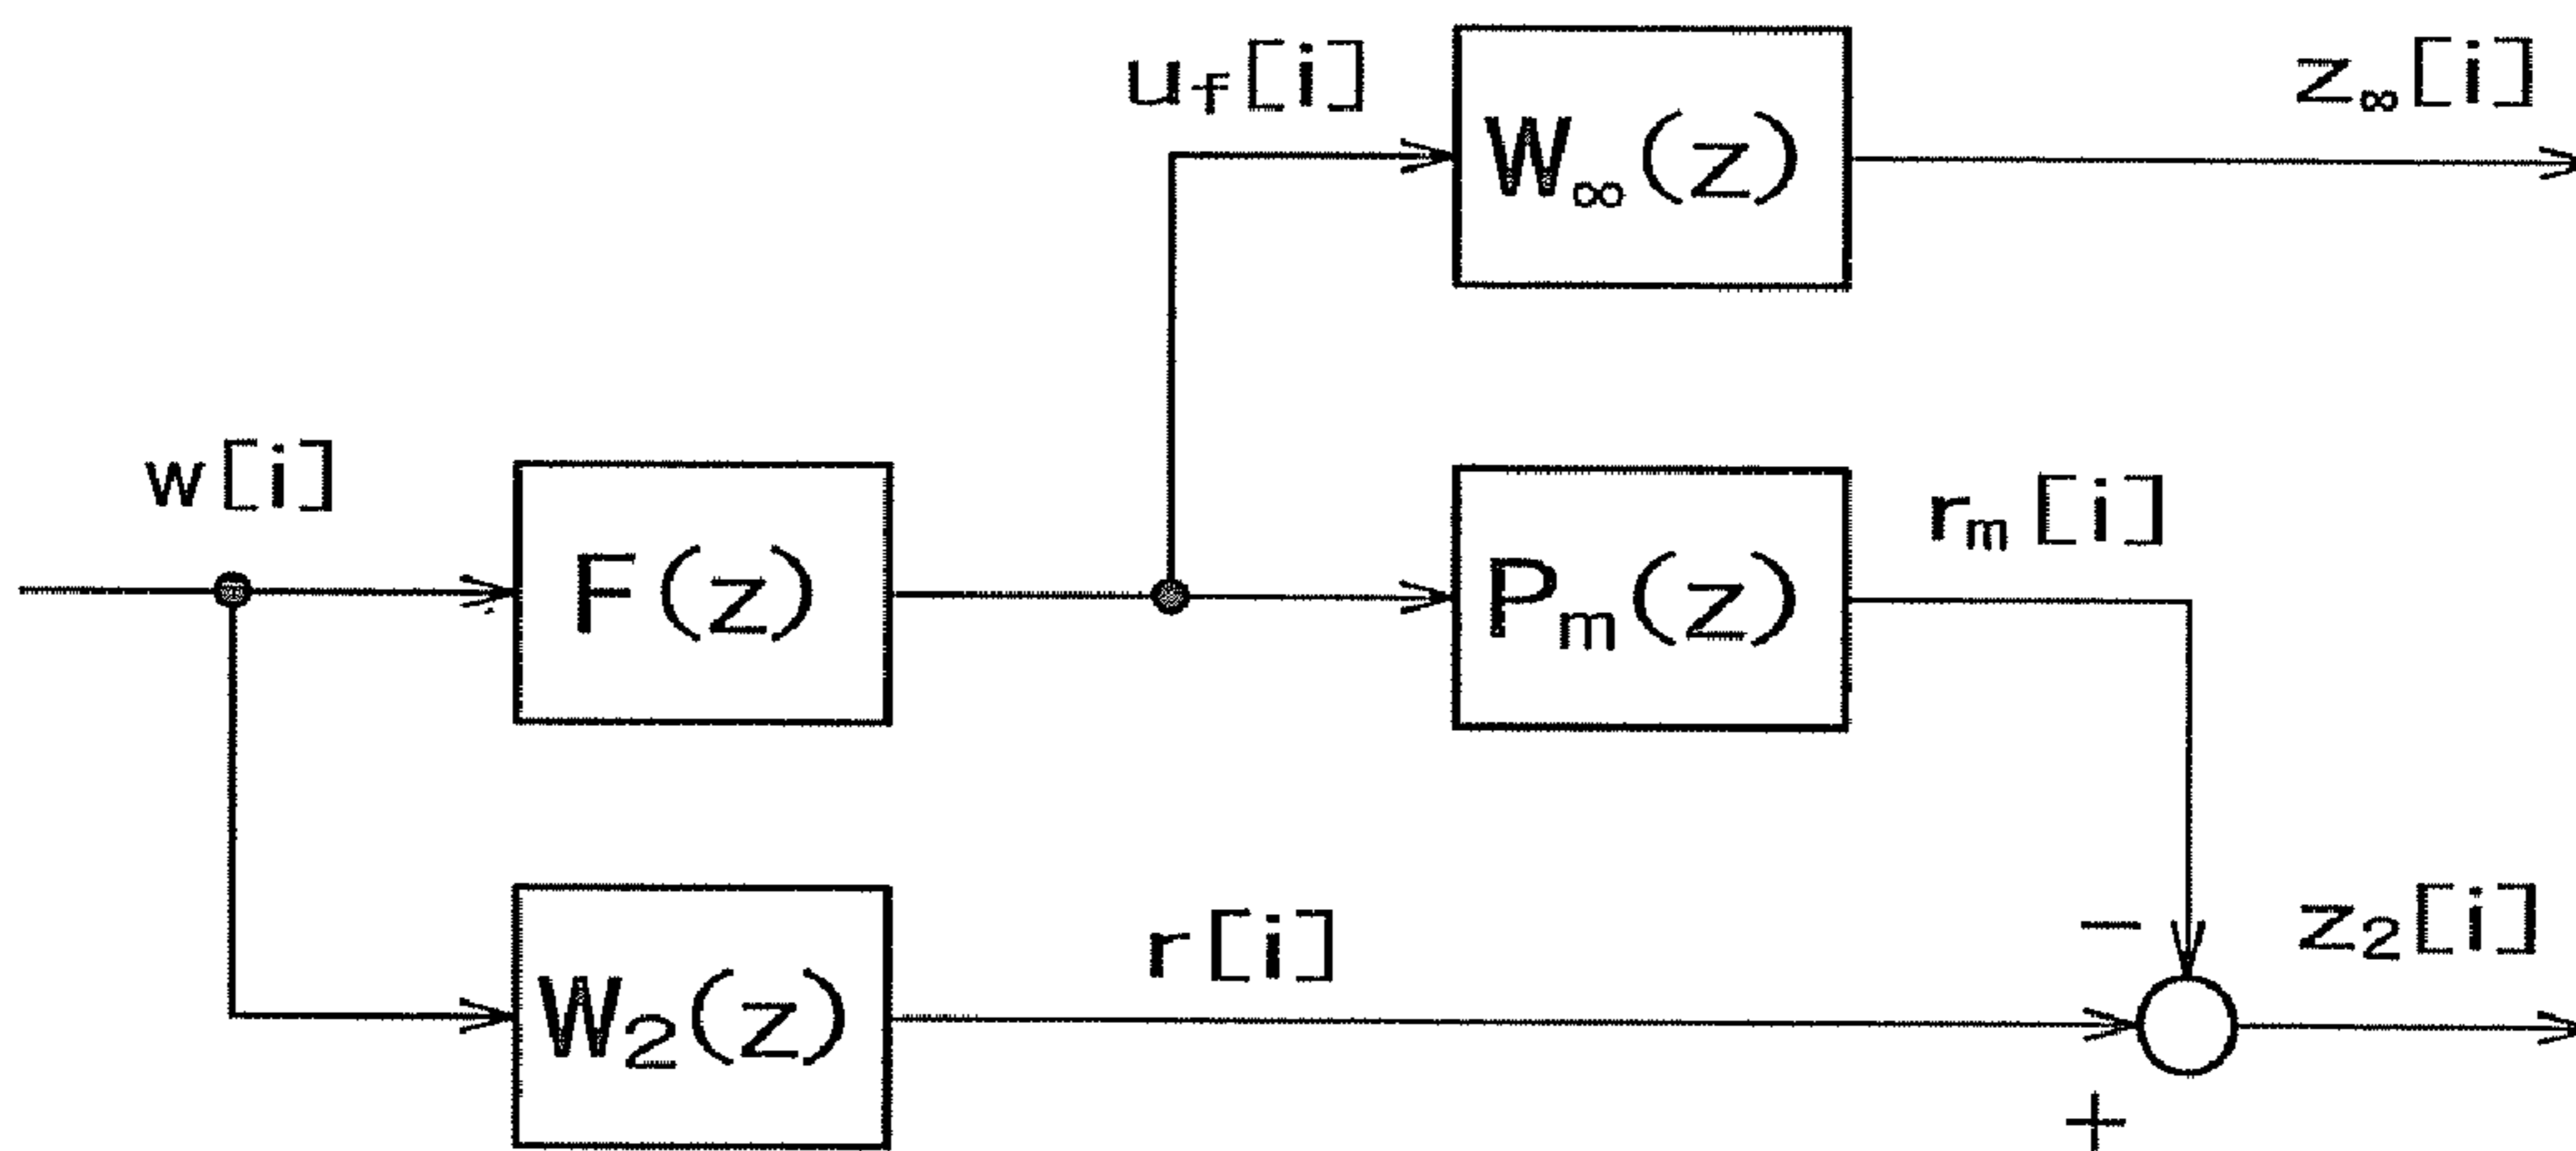 u_f[i]
W_∞(z)
z_∞[i]
w[i]
F(z)
P_m(z)
r_m[i]
W_2(z)
r[i]
−
+
z_2[i]